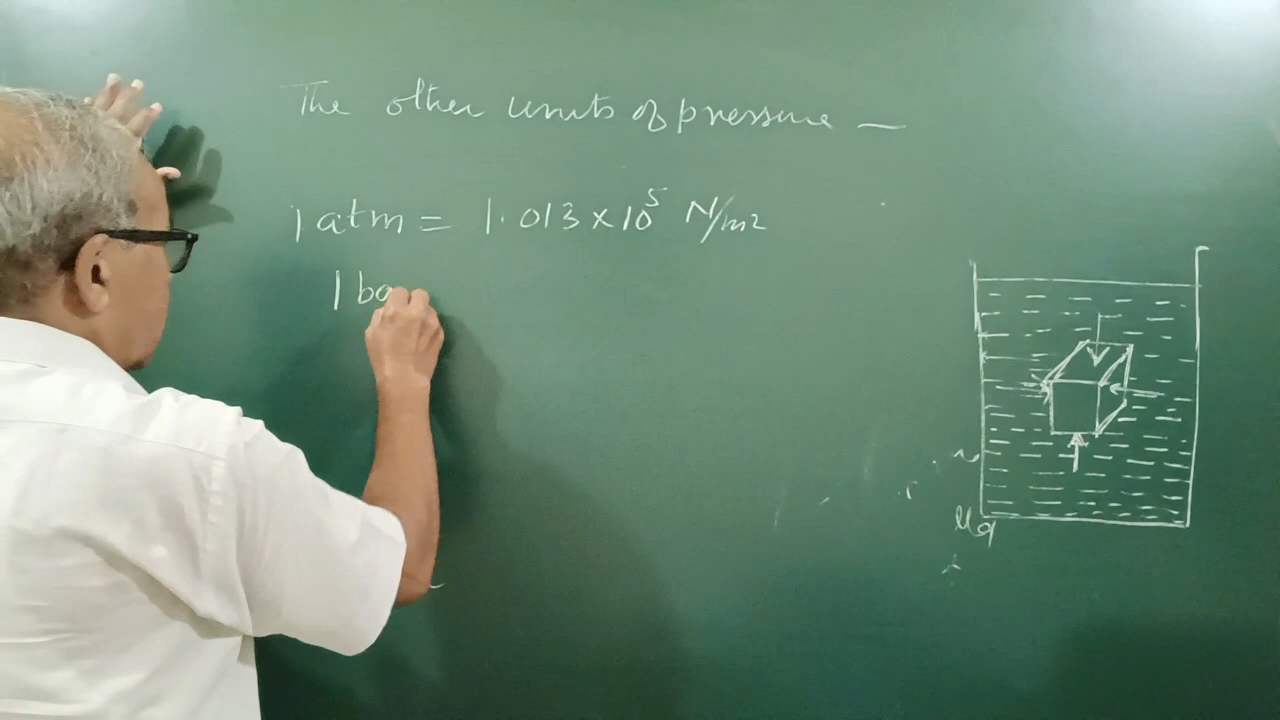 The other units of pressure —
1 atm = 1.013 × 10⁵ N/m2
1 ba